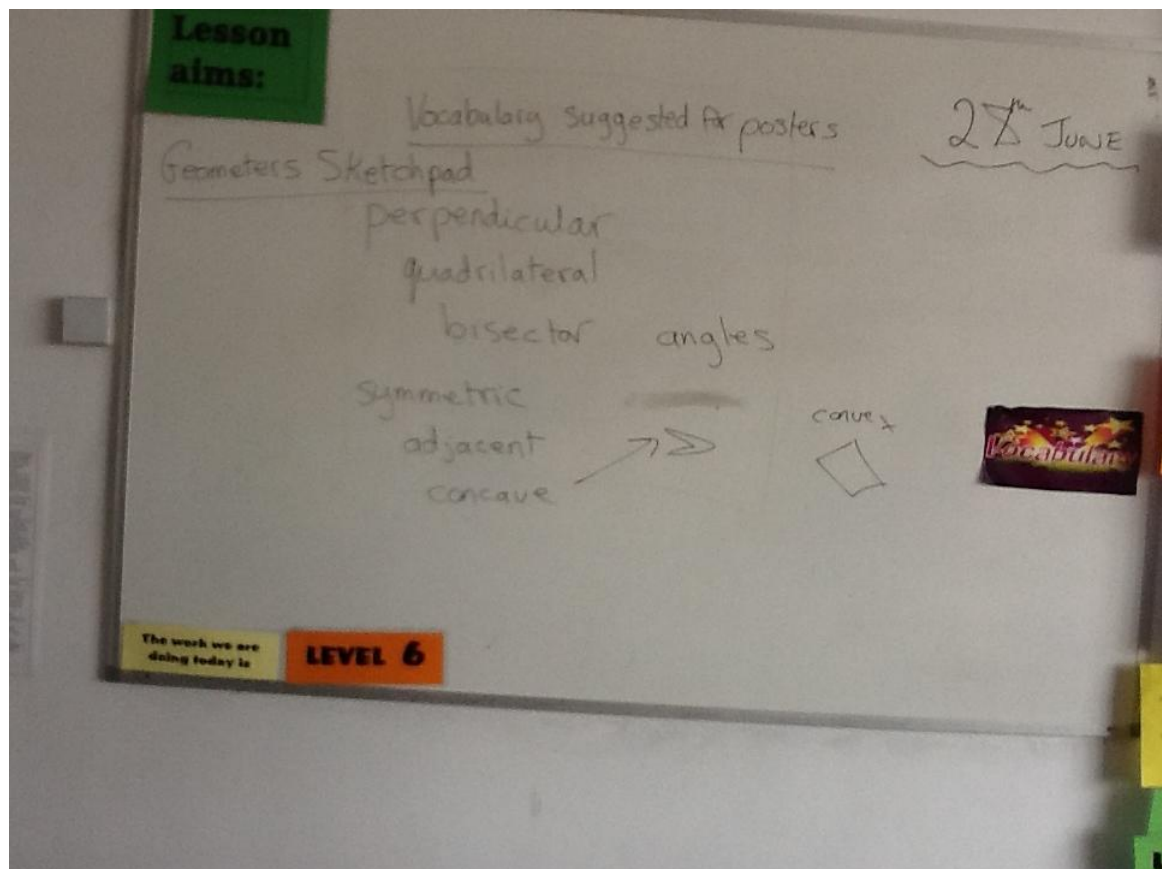 Lesson
aims:
Vocabulary suggested for posters
28th JUNE
Geometers Sketchpad
perpendicular
quadrilateral
bisector angles
symmetric
convex
adjacent
concave
Vocabulary
The work we are
doing today is
LEVEL 6